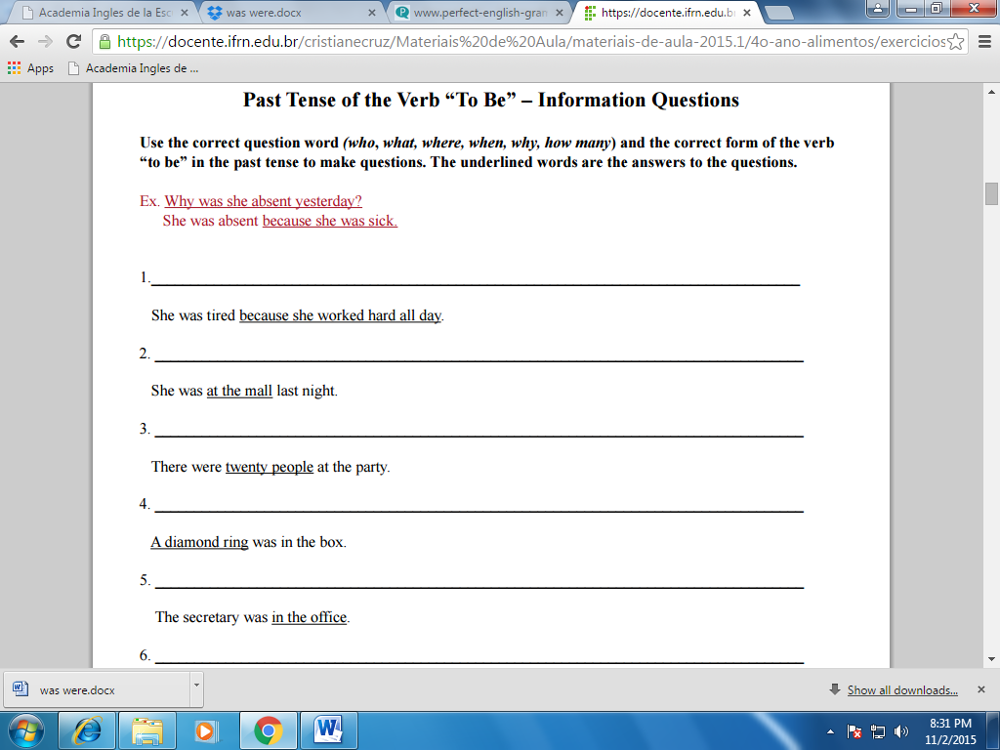 Academia Ingles de la Esc
was were.docx
www.perfect-english-gran
https://docente.ifrn.edu.b
https://docente.ifrn.edu.br/cristianecruz/Materiais%20de%20Aula/materiais-de-aula-2015.1/4o-ano-alimentos/exercicios
Apps
Academia Ingles de ...
Past Tense of the Verb “To Be” – Information Questions
Use the correct question word (who, what, where, when, why, how many) and the correct form of the verb
“to be” in the past tense to make questions. The underlined words are the answers to the questions.
Ex. Why was she absent yesterday?
She was absent because she was sick.
1.
She was tired because she worked hard all day.
2.
She was at the mall last night.
3.
There were twenty people at the party.
4.
A diamond ring was in the box.
5.
The secretary was in the office.
6.
was were.docx
Show all downloads...
8:31 PM
11/2/2015